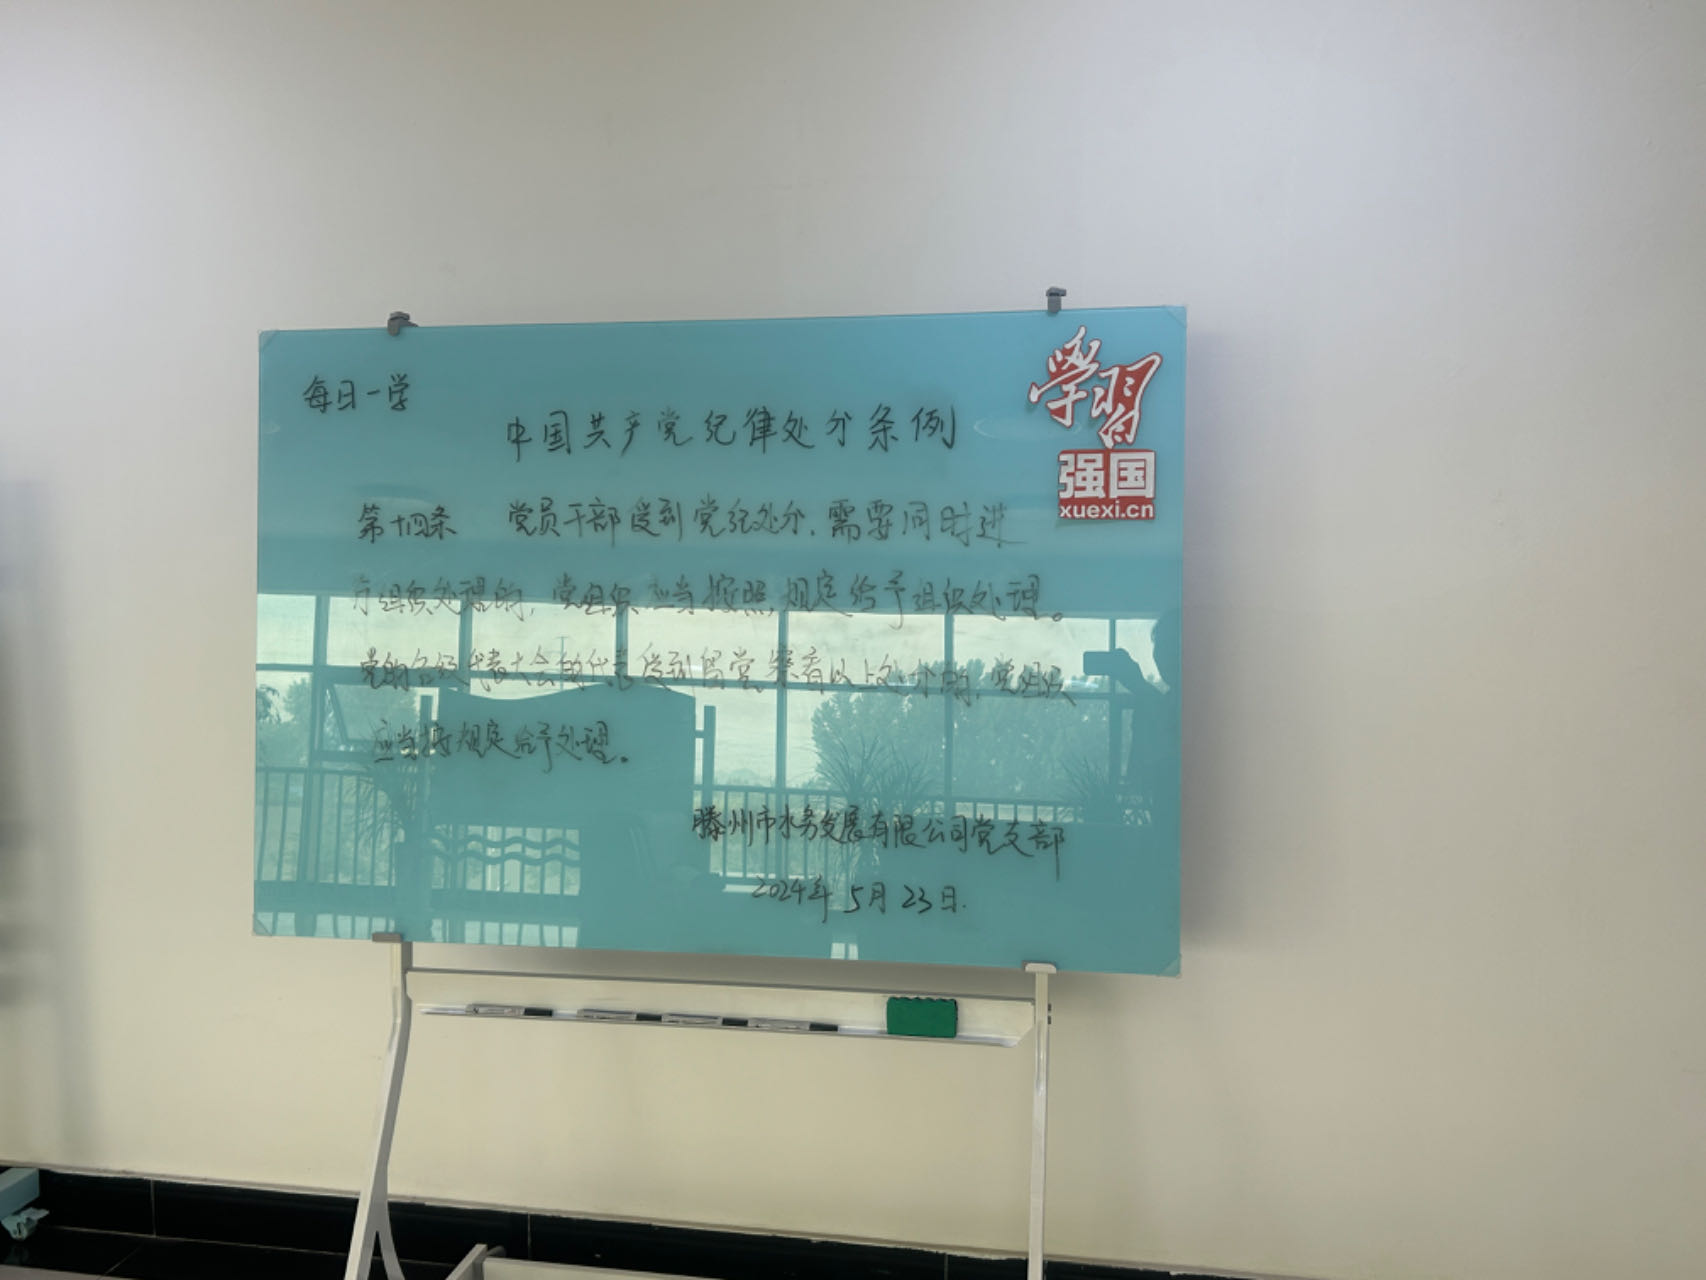 每日一学
中国共产党纪律处分条例
学习
强国
xuexi.cn
第十四条 党员干部受到党纪处分,需要同时进
行组织处理的,党组织应当按照规定给予组织处理。
党的各级代表大会的代表受到留党察看以上处分的,党组织
应当按规定给予处理。
滕州市水务发展有限公司党支部
2024年5月23日.